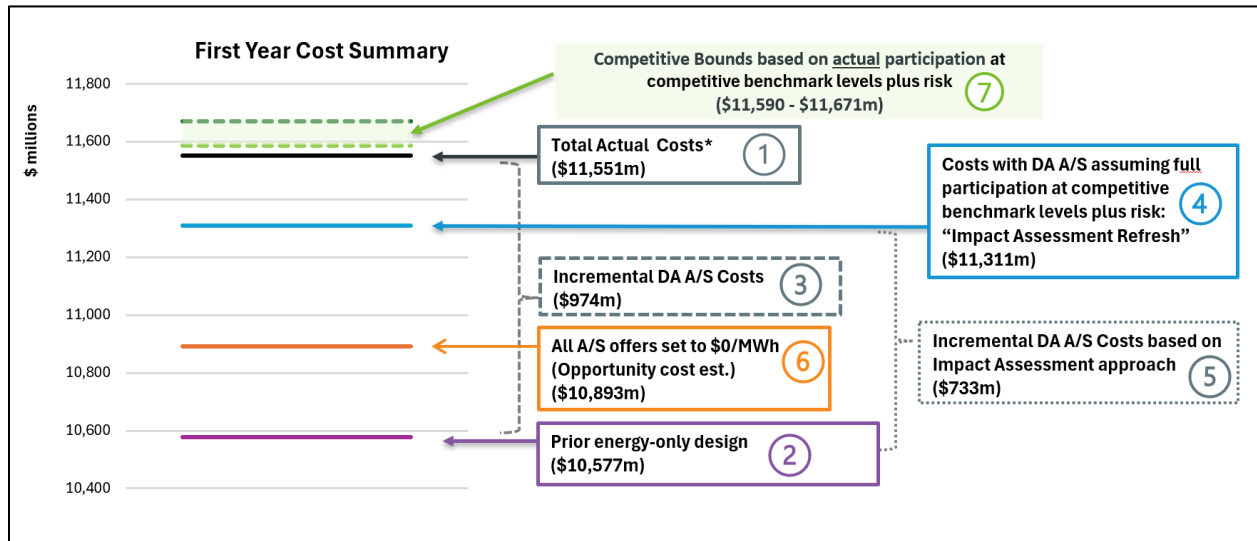 First Year Cost Summary
$ millions
11,800
11,600
11,400
11,200
11,000
10,800
10,600
10,400
Competitive Bounds based on actual participation at
competitive benchmark levels plus risk
($11,590 - $11,671m)
7
Total Actual Costs*
($11,551m)
1
Costs with DA A/S assuming full
participation at competitive
benchmark levels plus risk:
“Impact Assessment Refresh”
($11,311m)
4
Incremental DA A/S Costs
($974m)
3
All A/S offers set to $0/MWh
(Opportunity cost est.)
($10,893m)
6
Incremental DA A/S Costs based on
Impact Assessment approach
($733m)
5
Prior energy-only design
($10,577m)
2